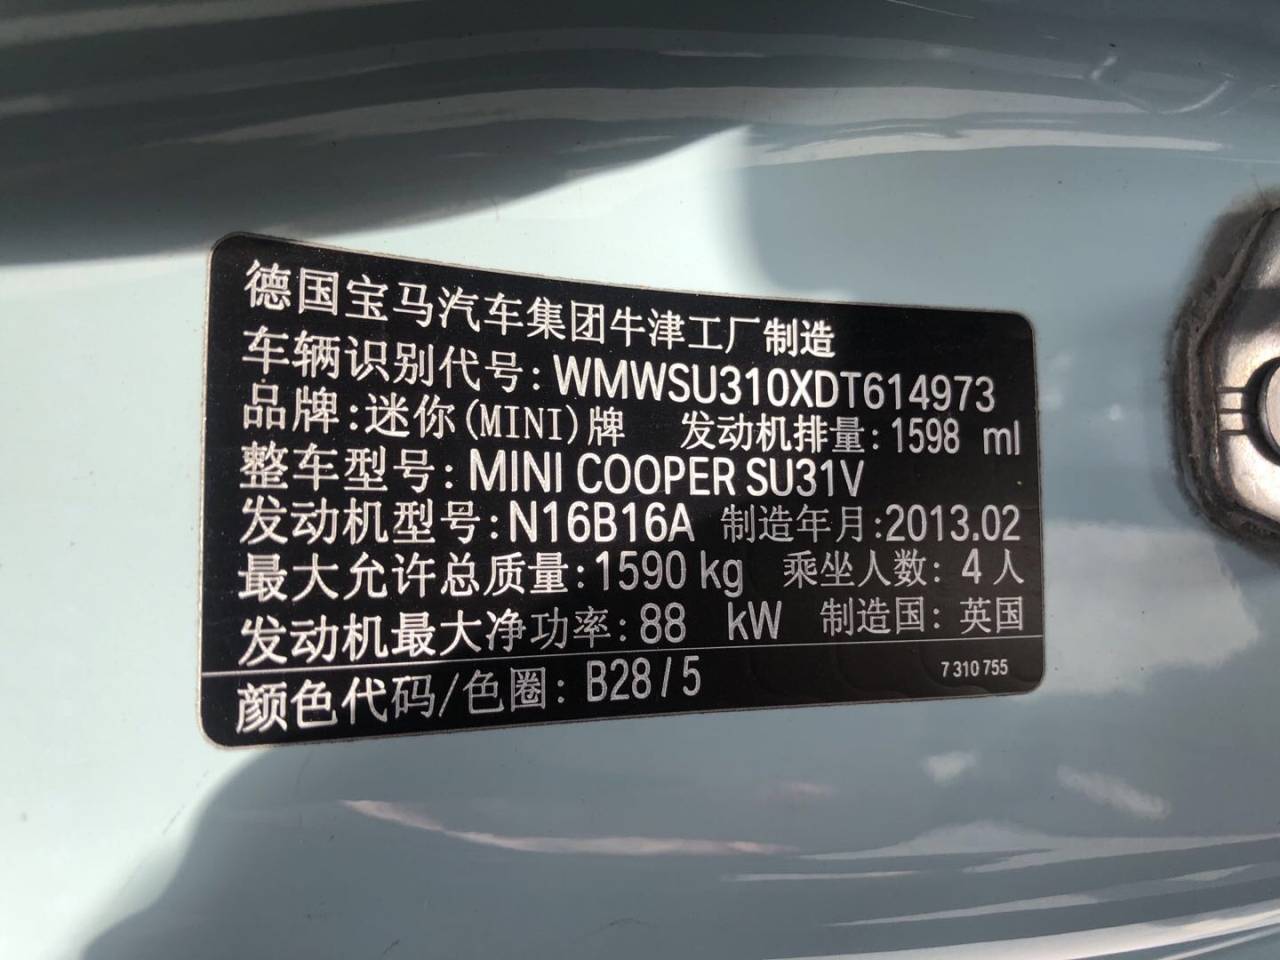 德国宝马汽车集团牛津工厂制造
车辆识别代号:WMWSU310XDT614973
品牌:迷你(MINI)牌 发动机排量:1598 ml
整车型号:MINI COOPER SU31V
发动机型号:N16B16A 制造年月:2013.02
最大允许总质量:1590 kg 乘坐人数: 4 人
发动机最大净功率: 88 kW 制造国: 英国
颜色代码/色圈: B28/5 7 310 755